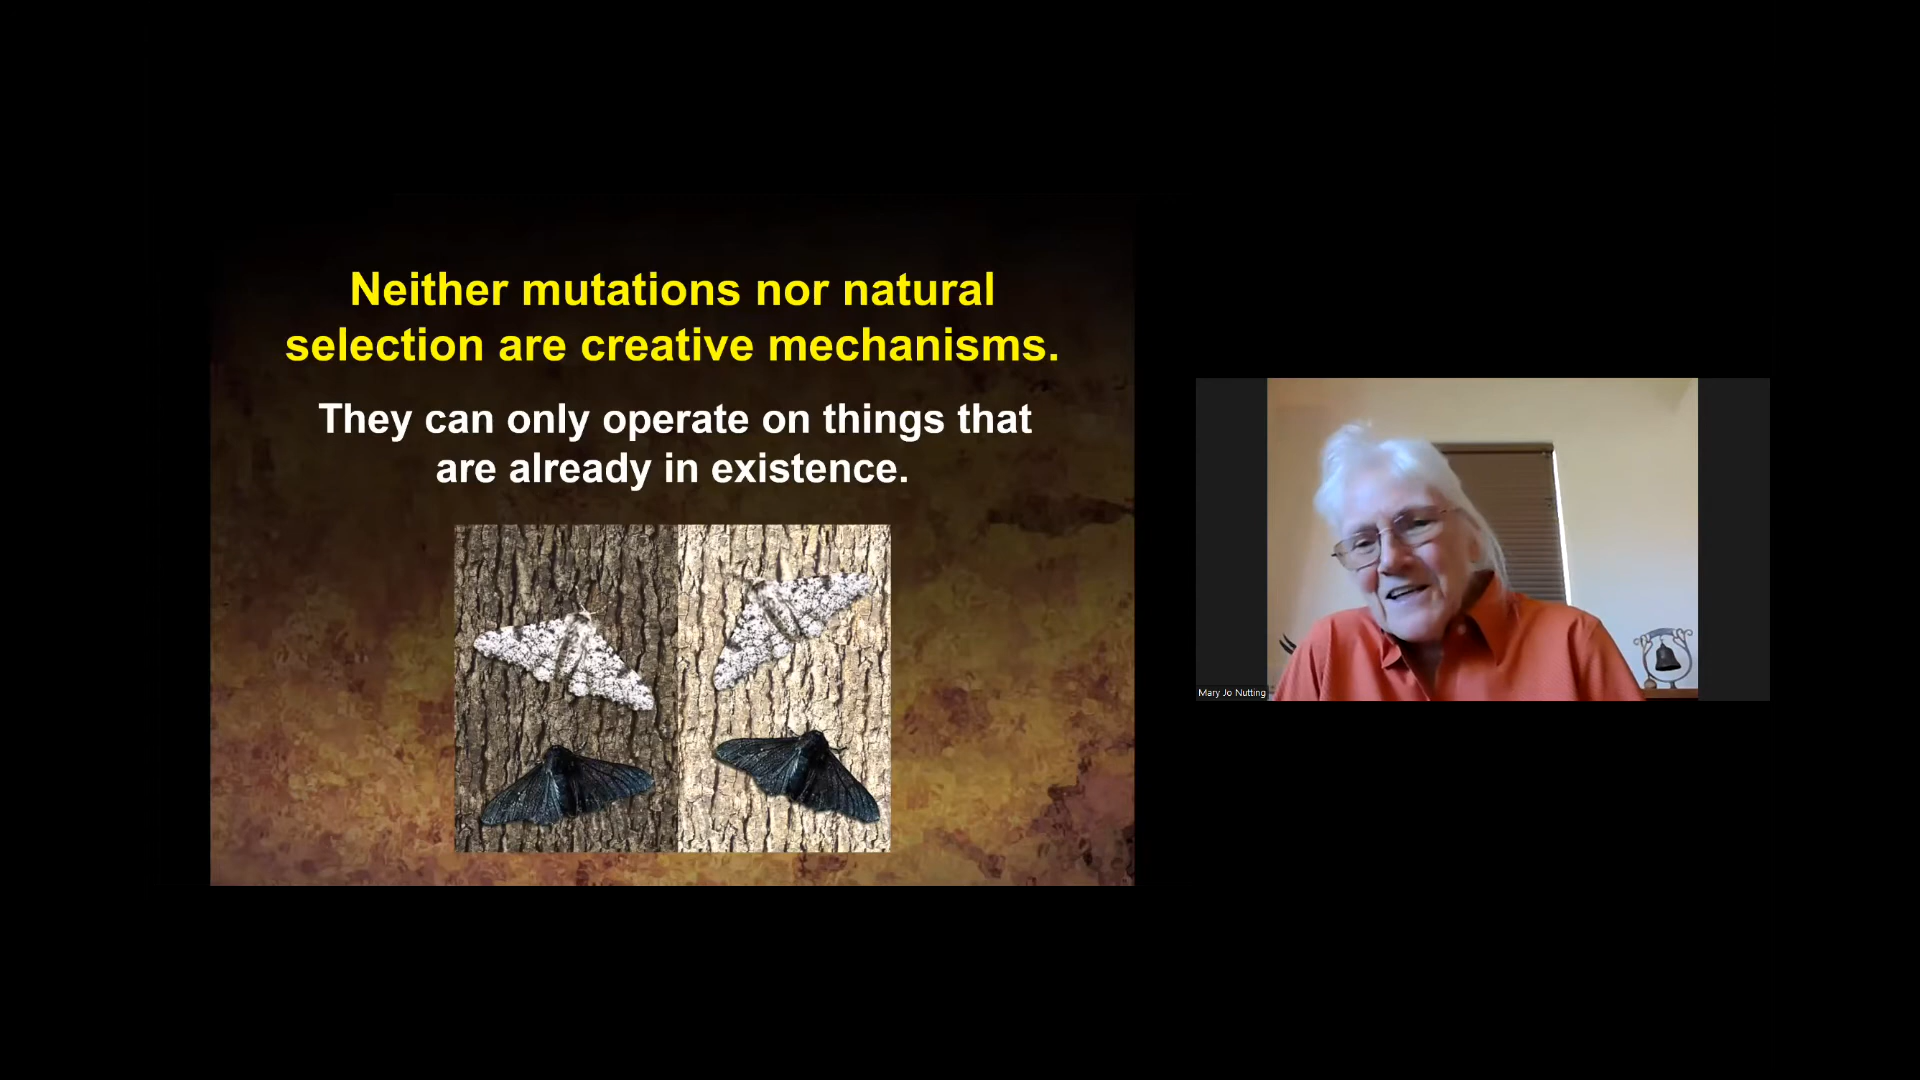 Neither mutations nor natural
selection are creative mechanisms.
They can only operate on things that
are already in existence.
Mary Jo Nutting